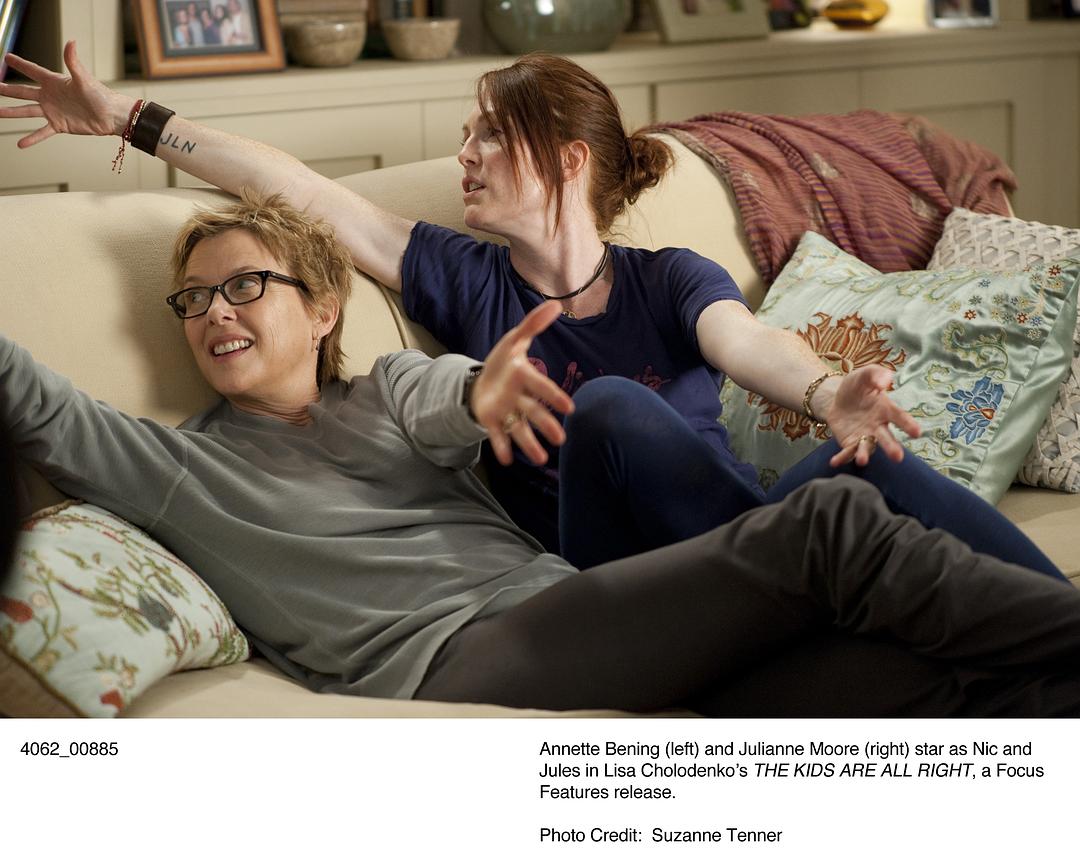 JLN
4062_00885
Annette Bening (left) and Julianne Moore (right) star as Nic and
Jules in Lisa Cholodenko’s THE KIDS ARE ALL RIGHT, a Focus
Features release.
Photo Credit:  Suzanne Tenner